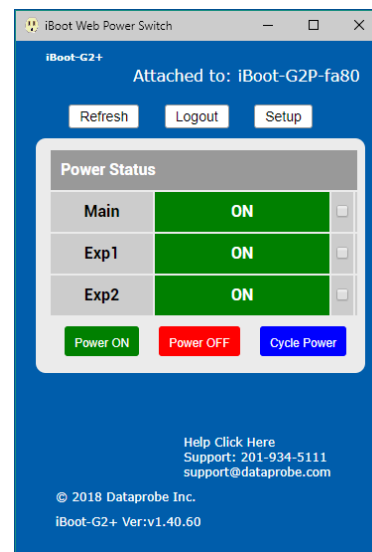 iBoot Web Power Switch
iBoot-G2+
Attached to: iBoot-G2P-fa80
Refresh Logout Setup
Power Status
Main ON
Exp1 ON
Exp2 ON
Power ON Power OFF Cycle Power
Help Click Here
Support: 201-934-5111
support@dataprobe.com
© 2018 Dataprobe Inc.
iBoot-G2+ Ver:v1.40.60